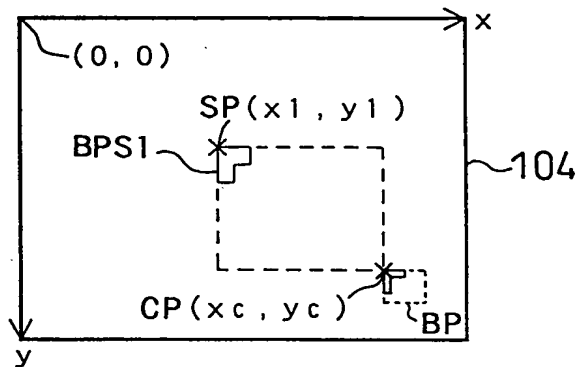 x
(0, 0)
SP(x1, y1)
BPS1
104
CP(xc, yc)
BP
y